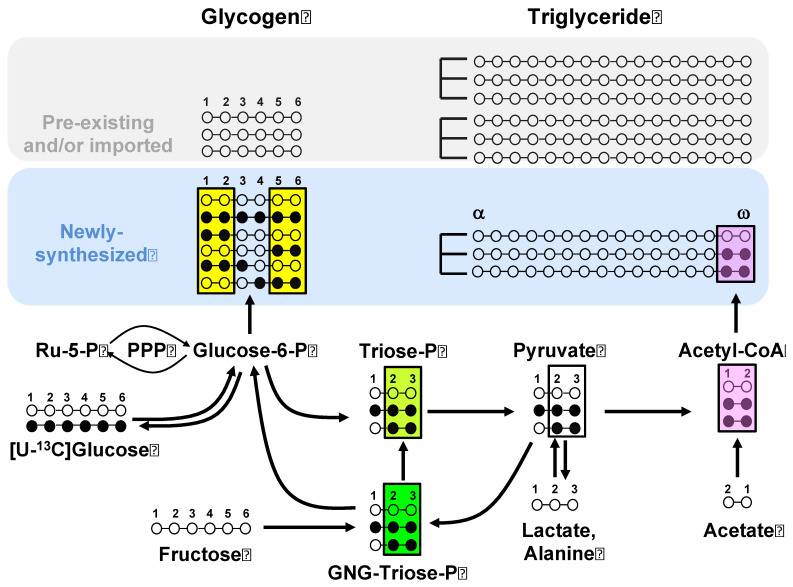 Glycogen
Triglyceride
1 2 3 4 5 6
Pre-existing
and/or imported
1 2 3 4 5 6
α ω
Newly-
synthesized
Ru-5-P PPP Glucose-6-P Triose-P Pyruvate Acetyl-CoA
1 2 3
1 2 3
1 2
1 2 3 4 5 6
[U-¹³C]Glucose
1 2 3
1 2 3
2 1
1 2 3 4 5 6
Lactate,
Alanine
Acetate
Fructose
GNG-Triose-P